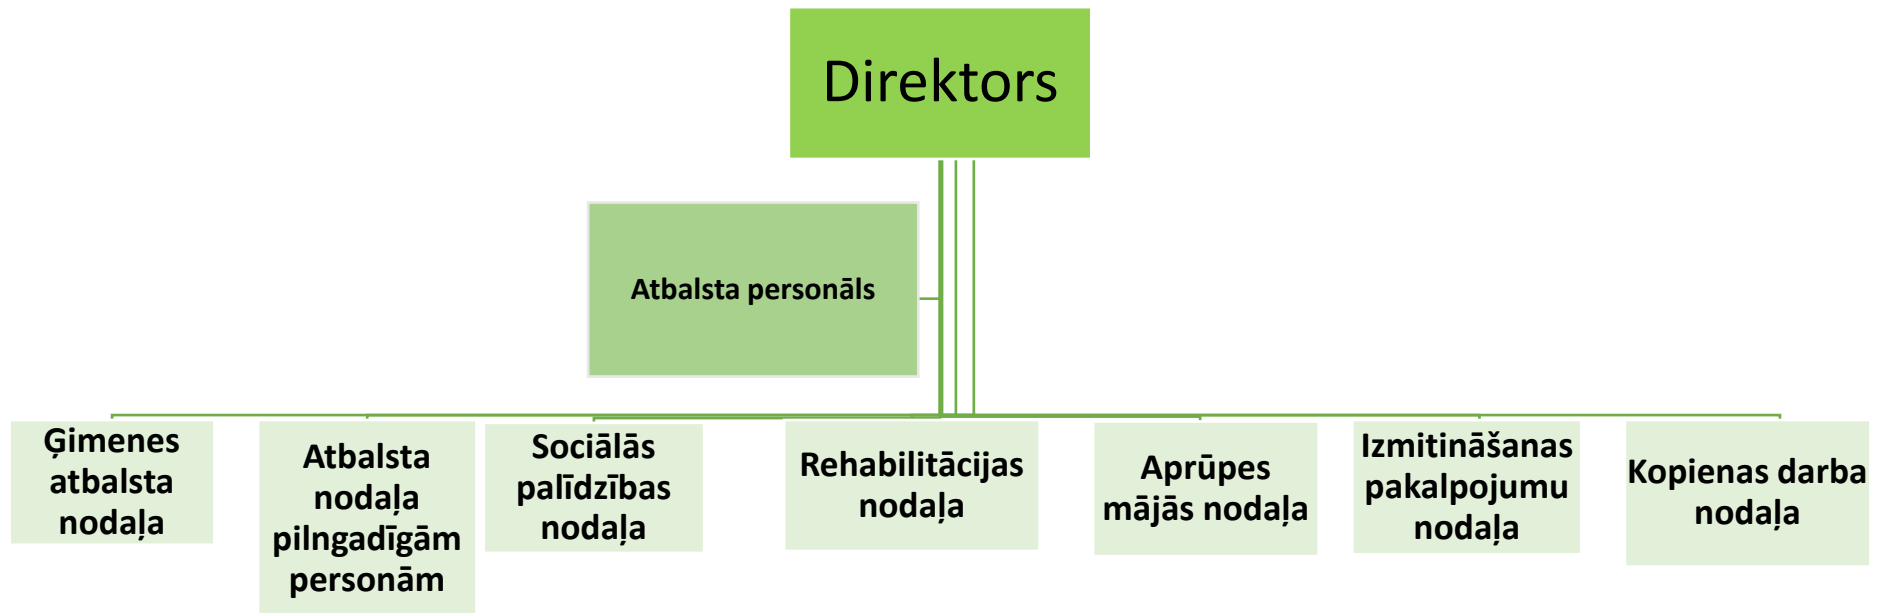 Direktors
Atbalsta personāls
Ģimenes
atbalsta
nodaļa
Atbalsta
nodaļa
pilngadīgām
personām
Sociālās
palīdzības
nodaļa
Rehabilitācijas
nodaļa
Aprūpes
mājās nodaļa
Izmitināšanas
pakalpojumu
nodaļa
Kopienas darba
nodaļa